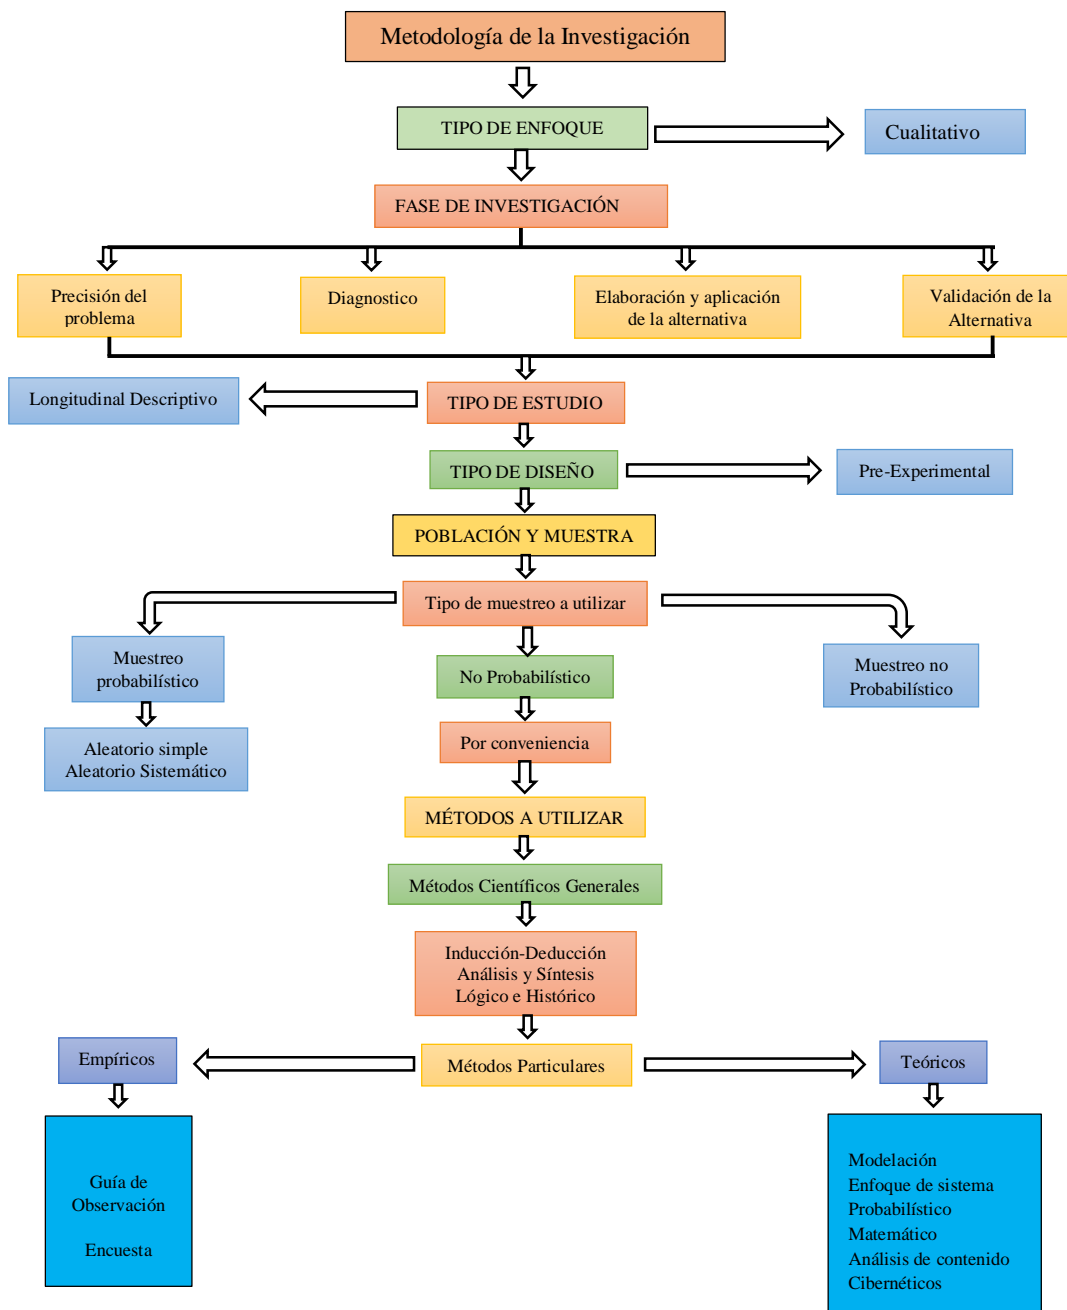 Metodología de la Investigación
TIPO DE ENFOQUE
Cualitativo
FASE DE INVESTIGACIÓN
Precisión del
problema
Diagnostico
Elaboración y aplicación
de la alternativa
Validación de la
Alternativa
Longitudinal Descriptivo
TIPO DE ESTUDIO
TIPO DE DISEÑO
Pre-Experimental
POBLACIÓN Y MUESTRA
Tipo de muestreo a utilizar
Muestreo
probabilístico
No Probabilístico
Muestreo no
Probabilístico
Aleatorio simple
Aleatorio Sistemático
Por conveniencia
MÉTODOS A UTILIZAR
Métodos Científicos Generales
Inducción-Deducción
Análisis y Síntesis
Lógico e Histórico
Empíricos
Métodos Particulares
Teóricos
Guía de
Observación
Encuesta
Modelación
Enfoque de sistema
Probabilístico
Matemático
Análisis de contenido
Cibernéticos